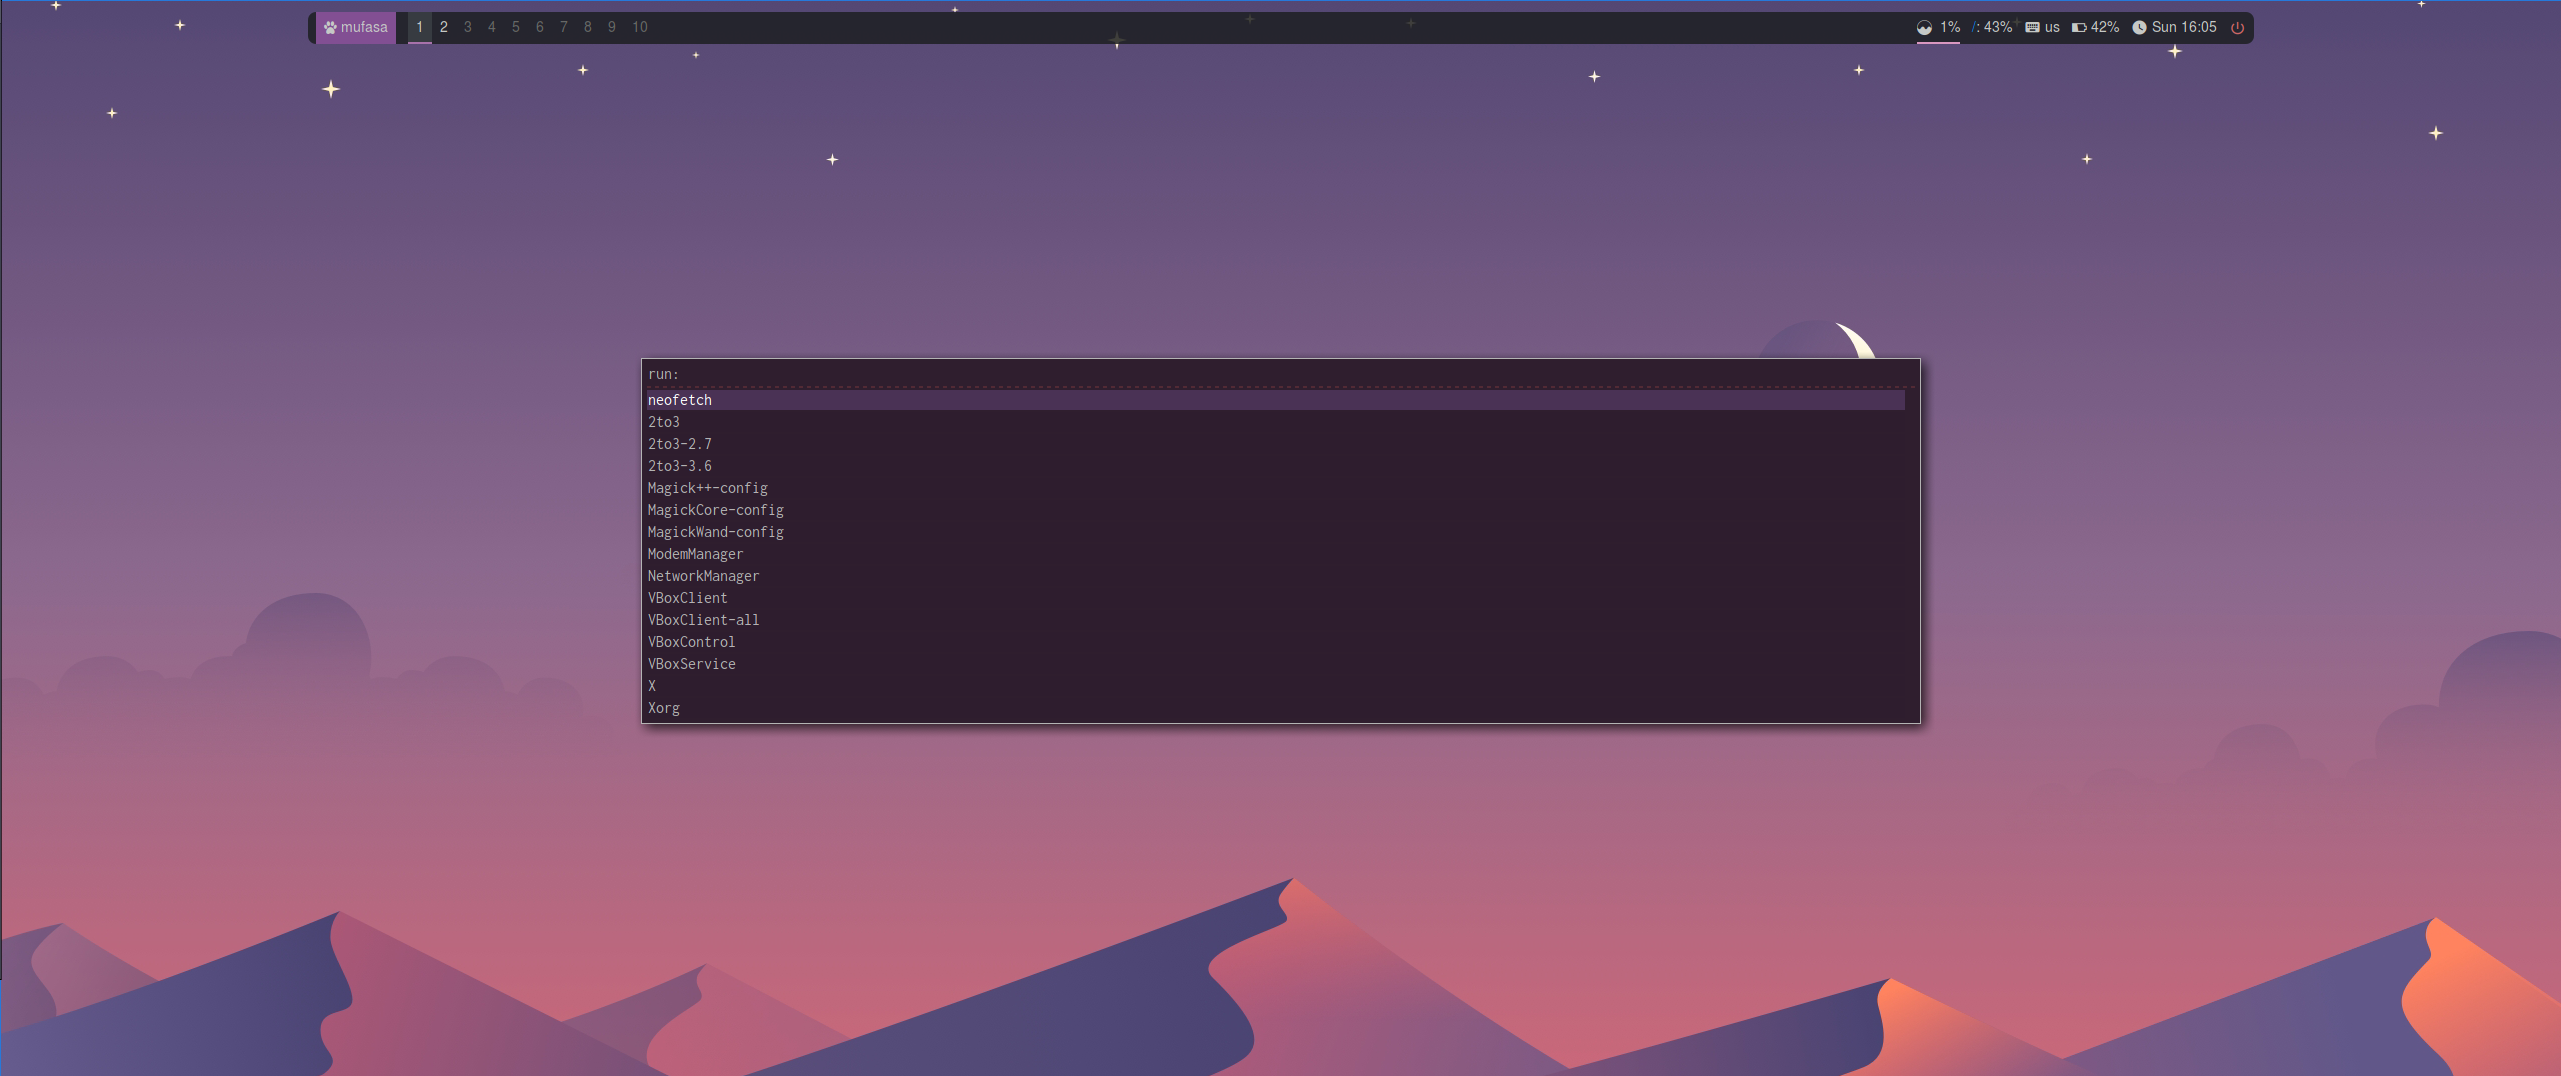 mufasa 1 2 3 4 5 6 7 8 9 10 1% /: 43% us 42% Sun 16:05
run:
neofetch
2to3
2to3-2.7
2to3-3.6
Magick++-config
MagickCore-config
MagickWand-config
ModemManager
NetworkManager
VBoxClient
VBoxClient-all
VBoxControl
VBoxService
X
Xorg